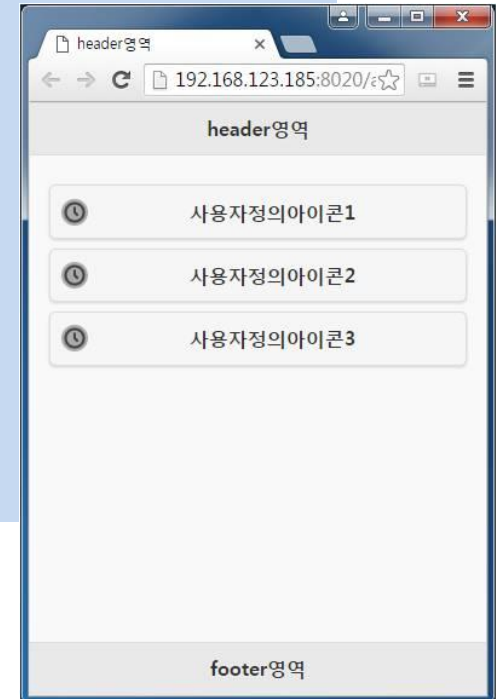 header영역
192.168.123.185:8020/a
header영역
사용자정의아이콘1
사용자정의아이콘2
사용자정의아이콘3
footer영역